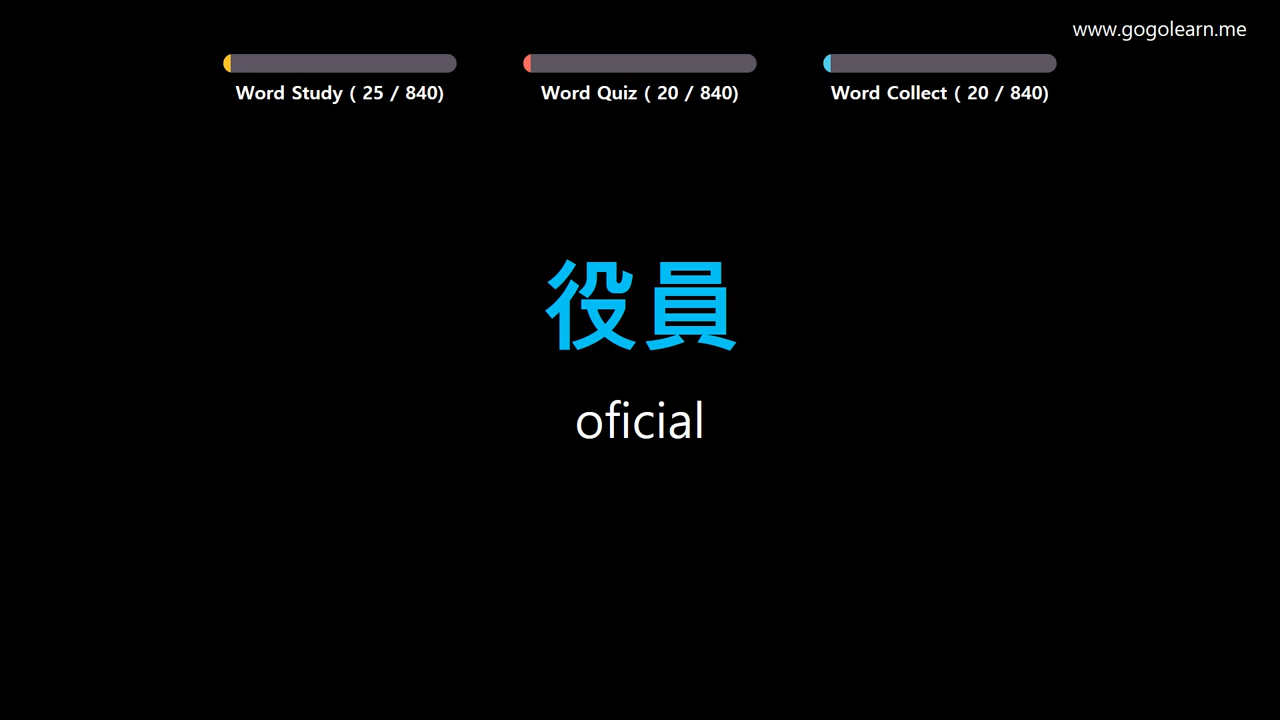 www.gogolearn.me
Word Study ( 25 / 840)
Word Quiz ( 20 / 840)
Word Collect ( 20 / 840)
役員
oficial